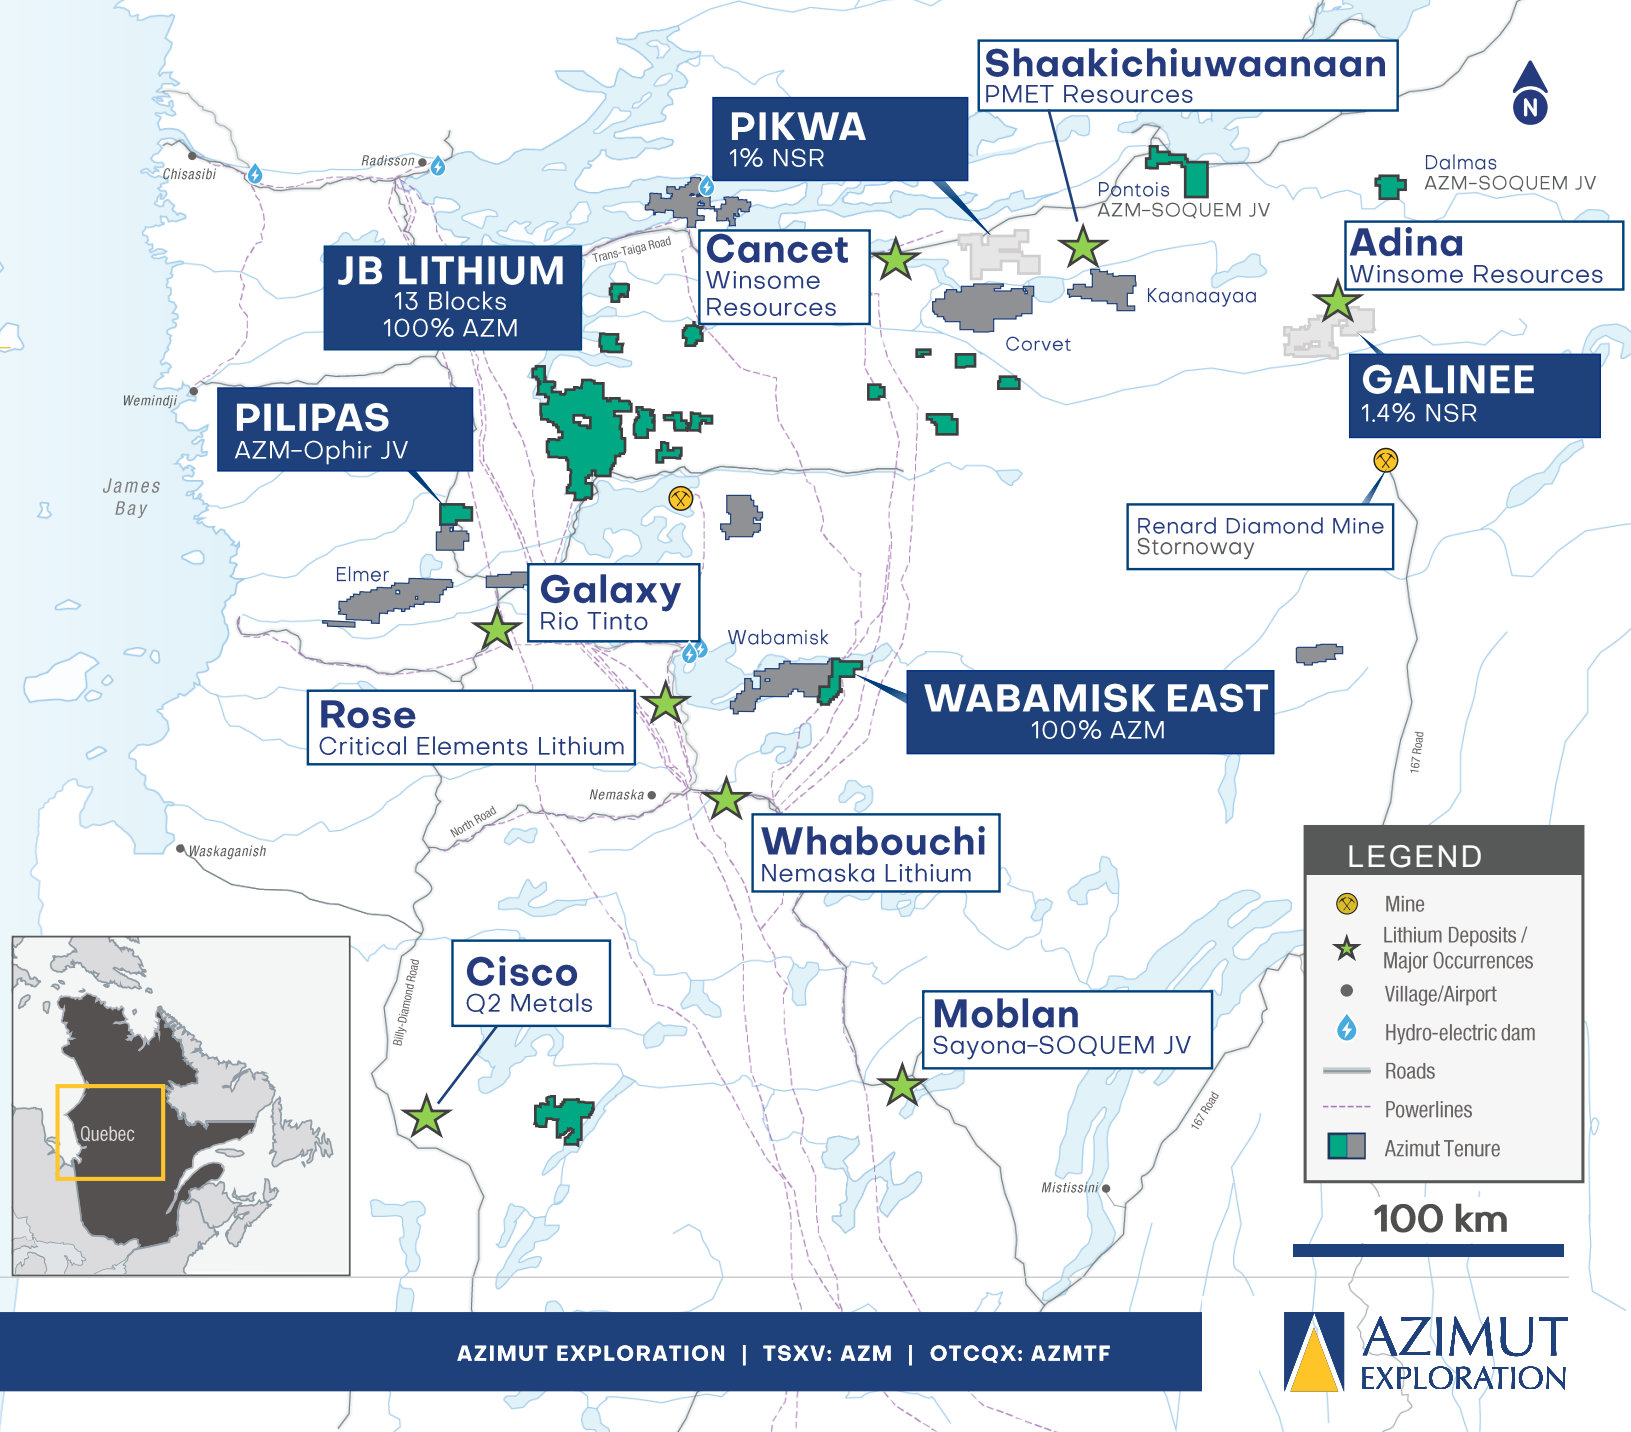 Shaakichiuwaanaan
PMET Resources
N
PIKWA
1% NSR
Radisson
Chisasibi
Dalmas
AZM-SOQUEM JV
Pontois
AZM-SOQUEM JV
Trans-Taiga Road
Cancet
Winsome
Resources
Adina
Winsome Resources
JB LITHIUM
13 Blocks
100% AZM
Kaanaayaa
Corvet
GALINEE
1.4% NSR
Wemindji
PILIPAS
AZM-Ophir JV
James
Bay
Renard Diamond Mine
Stornoway
Elmer
Galaxy
Rio Tinto
Wabamisk
WABAMISK EAST
100% AZM
Rose
Critical Elements Lithium
167 Road
Nemaska
North Road
Waskaganish
Whabouchi
Nemaska Lithium
LEGEND
Mine
Lithium Deposits /
Major Occurrences
Village/Airport
Hydro-electric dam
Roads
Powerlines
Azimut Tenure
Cisco
Q2 Metals
Billy-Diamond Road
Moblan
Sayona-SOQUEM JV
167 Road
Quebec
Mistissini
100 km
AZIMUT EXPLORATION | TSXV: AZM | OTCQX: AZMTF
AZIMUT
EXPLORATION